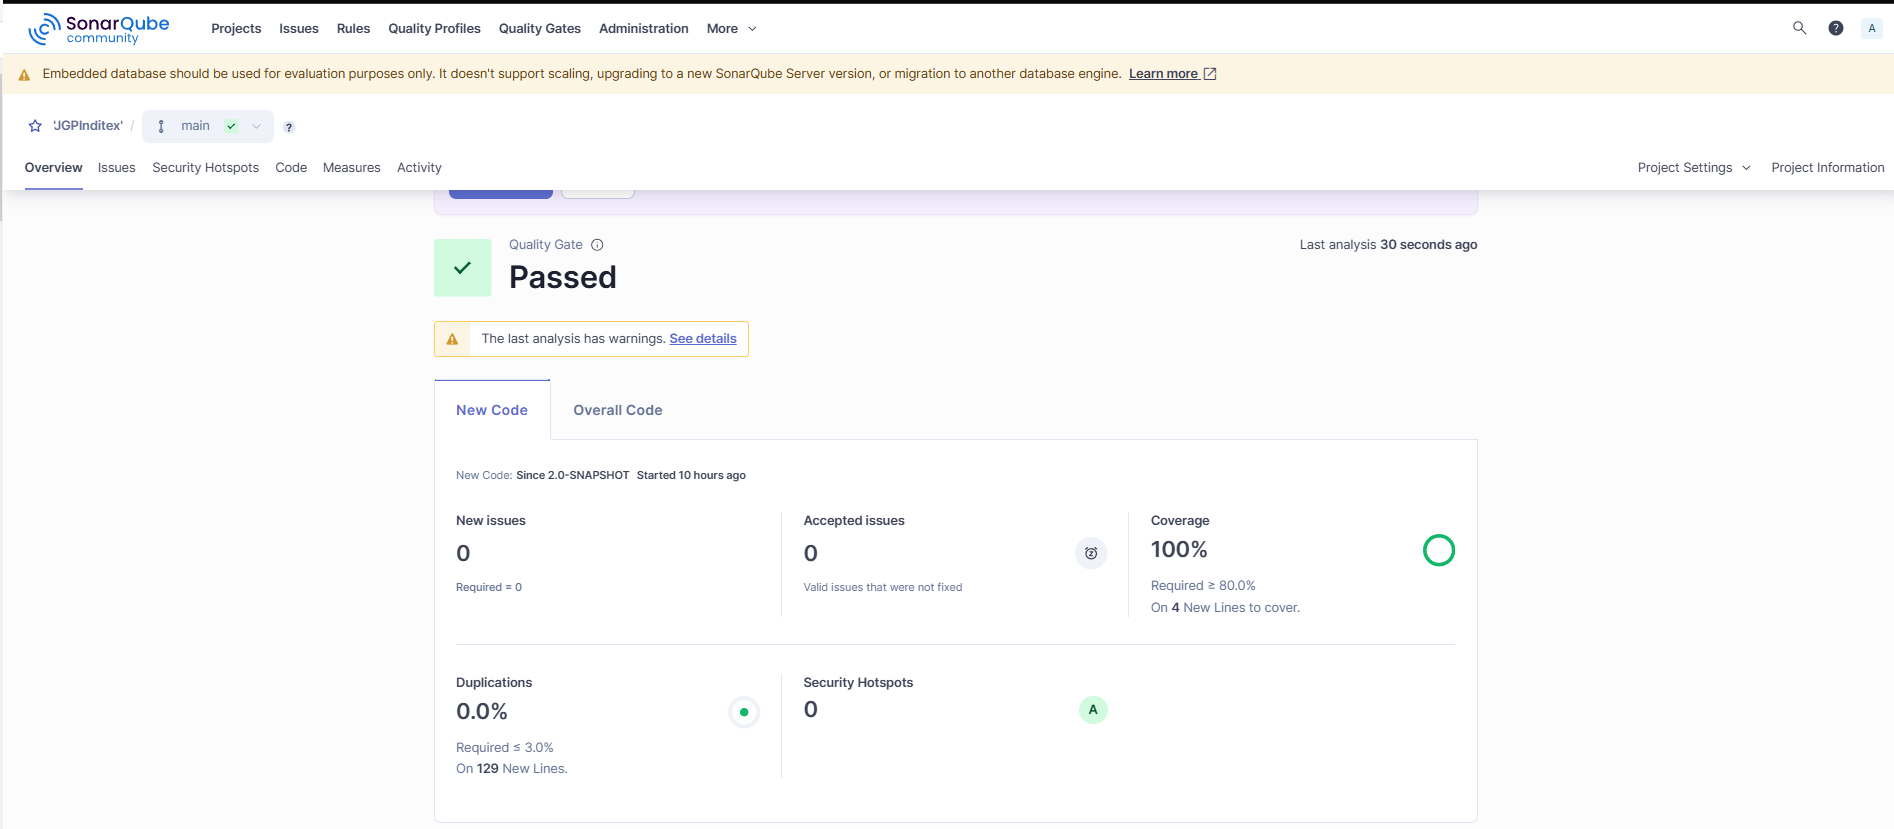 SonarQube community
Projects Issues Rules Quality Profiles Quality Gates Administration More ? A
Embedded database should be used for evaluation purposes only. It doesn't support scaling, upgrading to a new SonarQube Server version, or migration to another database engine. Learn more
'JGPInditex' / main ?
Overview Issues Security Hotspots Code Measures Activity Project Settings Project Information
Quality Gate
Last analysis 30 seconds ago
Passed
The last analysis has warnings. See details
New Code Overall Code
New Code: Since 2.0-SNAPSHOT Started 10 hours ago
New issues
0
Required = 0
Accepted issues
0
Valid issues that were not fixed
Coverage
100%
Required ≥ 80.0%
On 4 New Lines to cover.
Duplications
0.0%
Required ≤ 3.0%
On 129 New Lines.
Security Hotspots
0
A